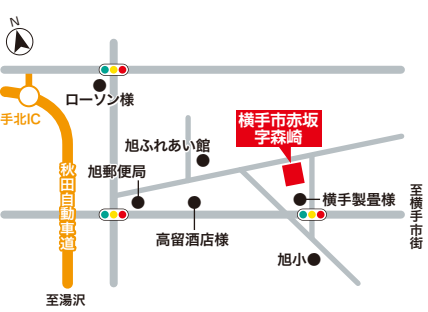 N
ローソン様
手北IC
横手市赤坂
字森崎
旭ふれあい館
旭郵便局
秋田自動車道
横手製畳様
至横手市街
高留酒店様
旭小
至湯沢